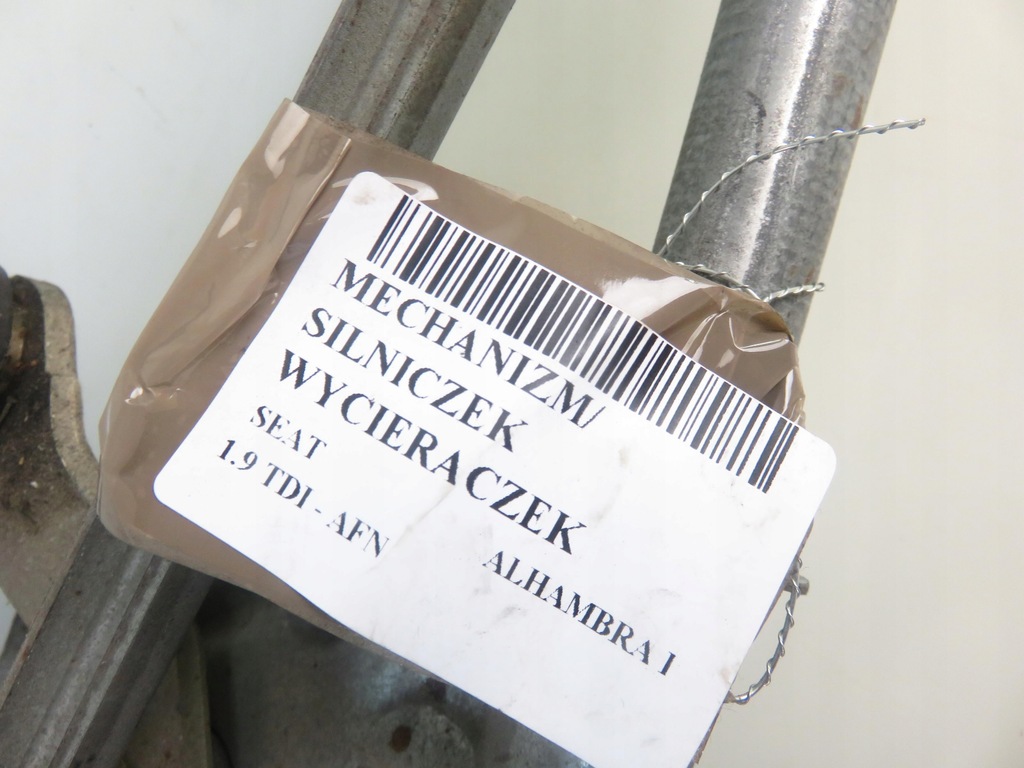 MECHANIZM/
SILNICZEK
WYCIERACZEK
SEAT
ALHAMBRA I
1.9 TDI - AFN